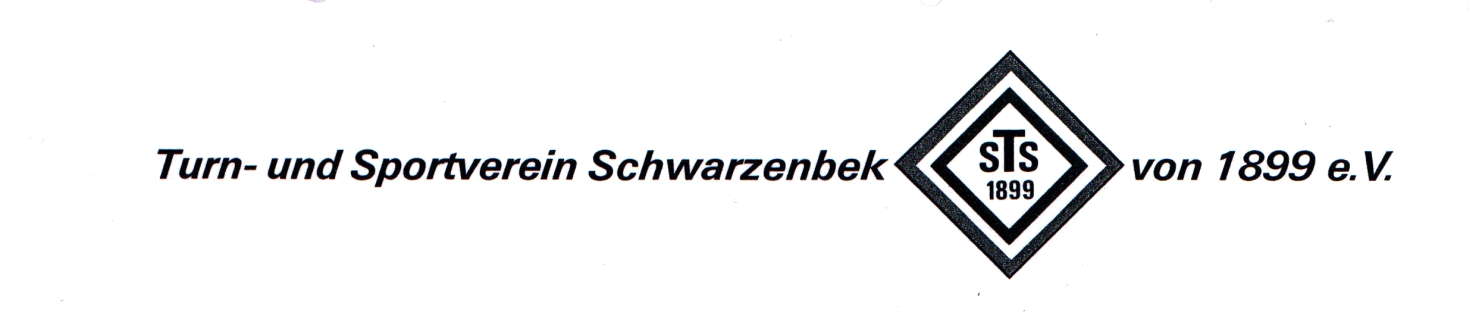 Turn- und Sportverein Schwarzenbek von 1899 e.V.
STS
1899